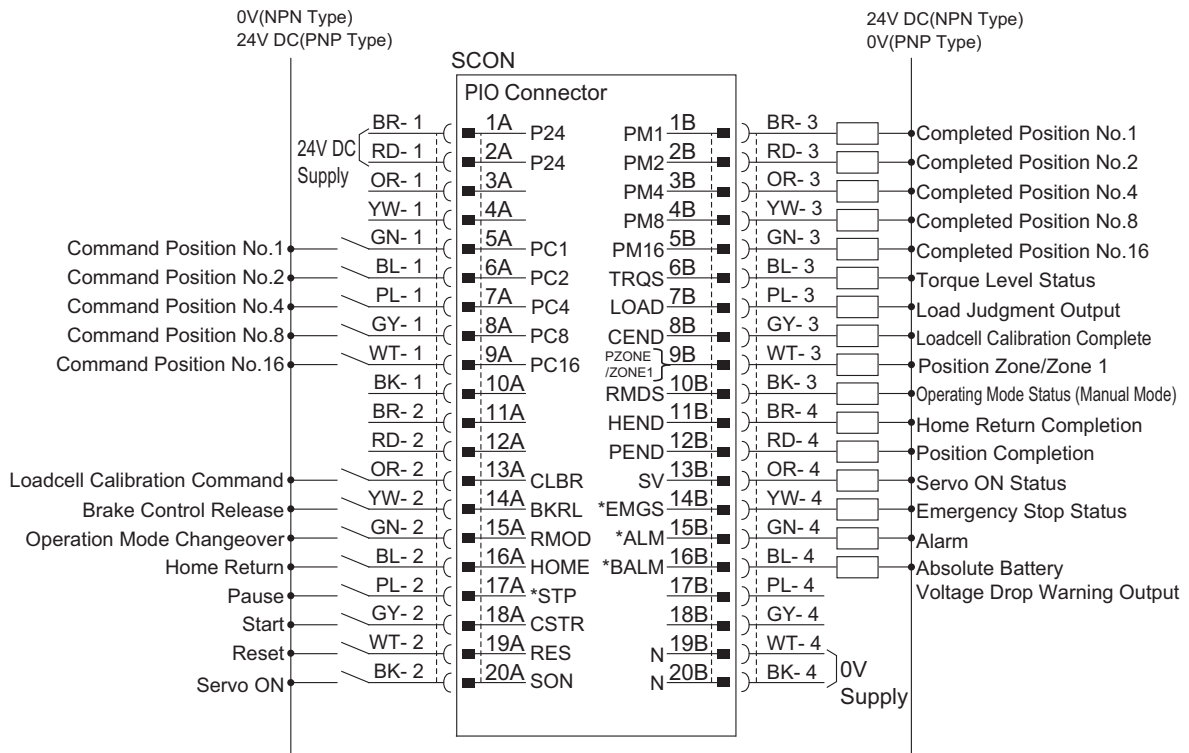 0V(NPN Type)
24V DC(PNP Type)
24V DC(NPN Type)
0V(PNP Type)
SCON
PIO Connector
24V DC
Supply
BR- 1 1A P24
RD- 1 2A P24
OR- 1 3A
YW- 1 4A
Command Position No.1 GN- 1 5A PC1
Command Position No.2 BL- 1 6A PC2
Command Position No.4 PL- 1 7A PC4
Command Position No.8 GY- 1 8A PC8
Command Position No.16 WT- 1 9A PC16
BK- 1 10A
BR- 2 11A
RD- 2 12A
Loadcell Calibration Command OR- 2 13A CLBR
Brake Control Release YW- 2 14A BKRL
Operation Mode Changeover GN- 2 15A RMOD
Home Return BL- 2 16A HOME
Pause PL- 2 17A *STP
Start GY- 2 18A CSTR
Reset WT- 2 19A RES
Servo ON BK- 2 20A SON
PM1 1B BR- 3 Completed Position No.1
PM2 2B RD- 3 Completed Position No.2
PM4 3B OR- 3 Completed Position No.4
PM8 4B YW- 3 Completed Position No.8
PM16 5B GN- 3 Completed Position No.16
TRQS 6B BL- 3 Torque Level Status
LOAD 7B PL- 3 Load Judgment Output
CEND 8B GY- 3 Loadcell Calibration Complete
PZONE
/ZONE1 9B WT- 3 Position Zone/Zone 1
RMDS 10B BK- 3 Operating Mode Status (Manual Mode)
HEND 11B BR- 4 Home Return Completion
PEND 12B RD- 4 Position Completion
SV 13B OR- 4 Servo ON Status
*EMGS 14B YW- 4 Emergency Stop Status
*ALM 15B GN- 4 Alarm
*BALM 16B BL- 4 Absolute Battery
Voltage Drop Warning Output
17B PL- 4
18B GY- 4
N 19B WT- 4
N 20B BK- 4
0V
Supply